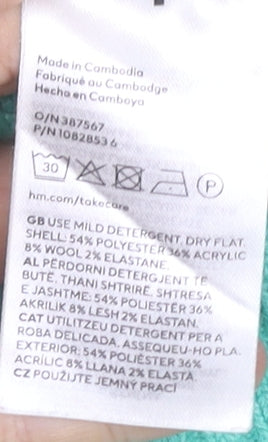 Made in Cambodia
Fabriqué au Cambodge
Hecho en Camboya
O/N 387567
P/N 1082853 6
30
P
hm.com/takecare
GB USE MILD DETERGENT. DRY FLAT.
SHELL: 54% POLYESTER 36% ACRYLIC
8% WOOL 2% ELASTANE.
AL PËRDORNI DETERGJENT TË
BUTË. THANI SHTRIRË. SHTRESA
E JASHTME: 54% POLIESTËR 36%
AKRILIK 8% LESH 2% ELASTAN.
CAT UTILITZEU DETERGENT PER A
ROBA DELICADA. ASSEQUEU-HO PLA.
EXTERIOR: 54% POLIÈSTER 36%
ACRÍLIC 8% LLANA 2% ELASTÀ.
CZ POUŽIJTE JEMNÝ PRACÍ